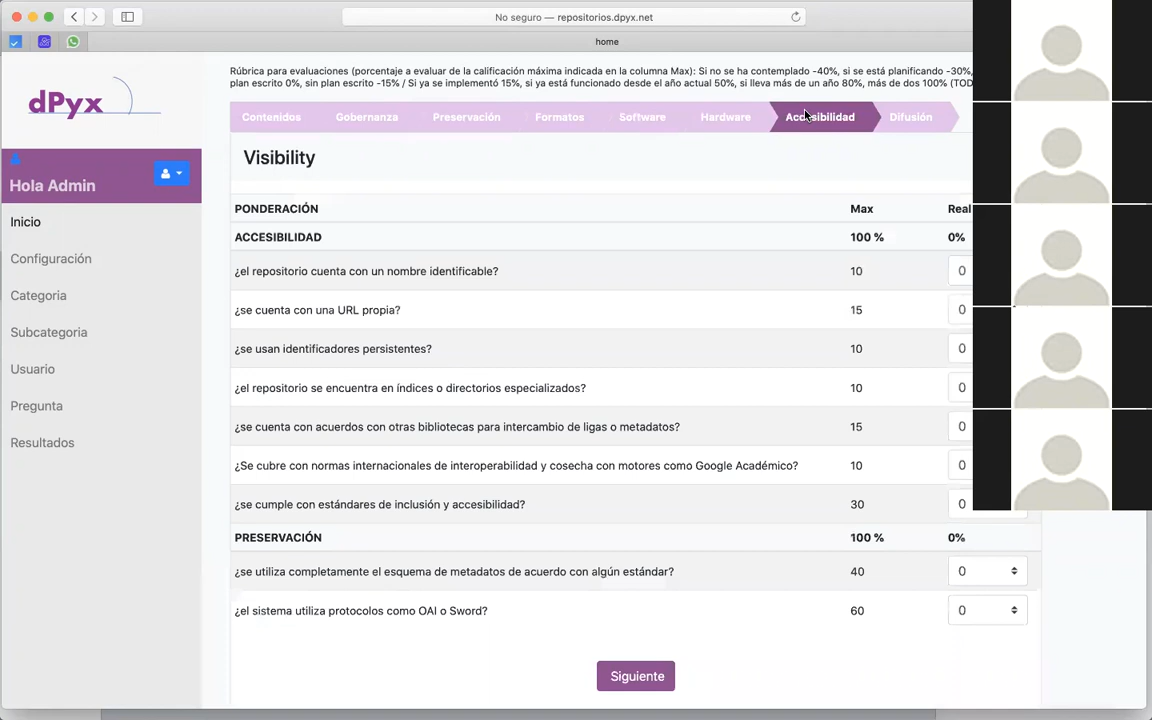 No seguro — repositorios.dpyx.net
home
dPyx
Hola Admin
Inicio
Configuración
Categoria
Subcategoria
Usuario
Pregunta
Resultados
Rúbrica para evaluaciones (porcentaje a evaluar de la calificación máxima indicada en la columna Max): Si no se ha contemplado -40%, si se está planificando -30%,
plan escrito 0%, sin plan escrito -15% / Si ya se implementó 15%, si ya está funcionado desde el año actual 50%, si lleva más de un año 80%, más de dos 100% (TOD
Contenidos Gobernanza Preservación Formatos Software Hardware Accesibilidad Difusión
Visibility
PONDERACIÓN Max Real
ACCESIBILIDAD 100 % 0%
¿el repositorio cuenta con un nombre identificable? 10 0
¿se cuenta con una URL propia? 15 0
¿se usan identificadores persistentes? 10 0
¿el repositorio se encuentra en índices o directorios especializados? 10 0
¿se cuenta con acuerdos con otras bibliotecas para intercambio de ligas o metadatos? 15 0
¿Se cubre con normas internacionales de interoperabilidad y cosecha con motores como Google Académico? 10 0
¿se cumple con estándares de inclusión y accesibilidad? 30 0
PRESERVACIÓN 100 % 0%
¿se utiliza completamente el esquema de metadatos de acuerdo con algún estándar? 40 0
¿el sistema utiliza protocolos como OAI o Sword? 60 0
Siguiente